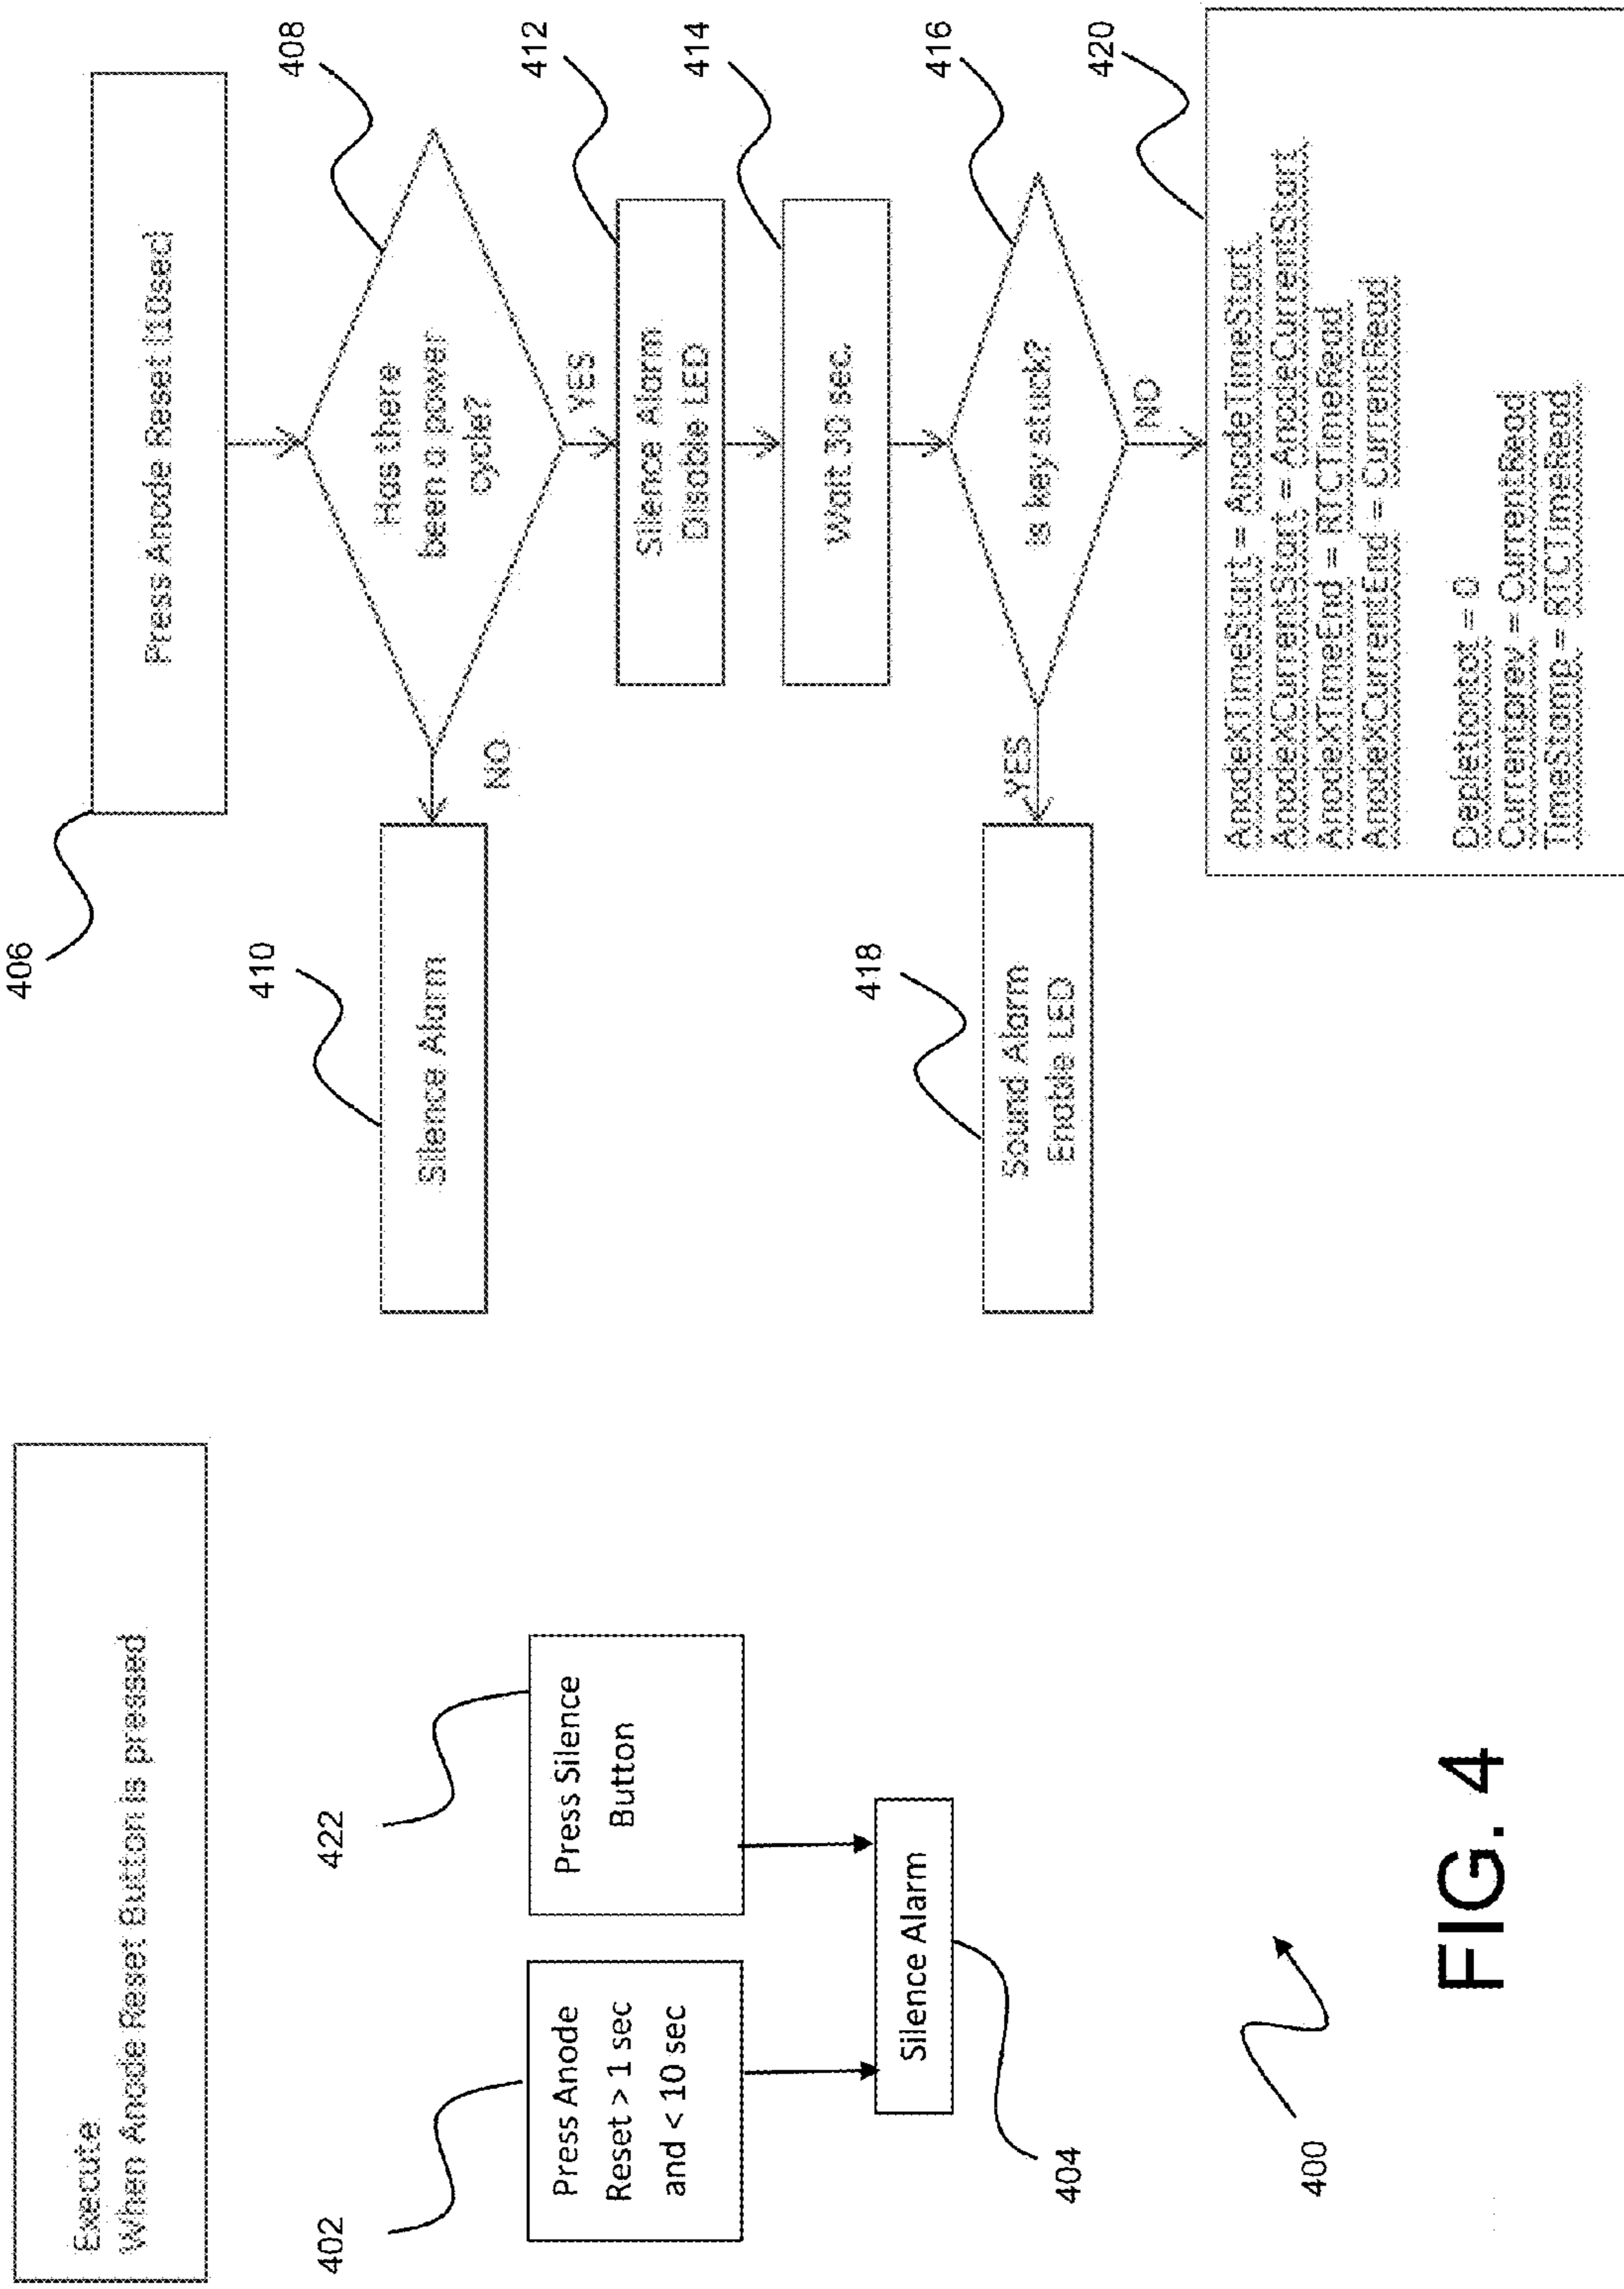 Execute
When Anode Reset Button is pressed
402
Press Anode
Reset > 1 sec
and < 10 sec
422
Press Silence
Button
Silence Alarm
404
400
406
Press Anode Reset (10sec)
408
Has there
been a power
cycle?
NO
YES
410
Silence Alarm
412
Silence Alarm
Disable LED
414
Wait 30 sec.
416
is key stuck?
YES
NO
418
Sound Alarm
Enable LED
420
AnodeXTimeStart = AnodeTimeStart
AnodeXCurrentStart = AnodeCurrentStart
AnodeXTimeEnd = RTCTimeRead
AnodeXCurrentEnd = CurrentRead
Depletiontot = 0
Currentprev = CurrentRead
TimeStamp = RTCTimeRead
FIG. 4